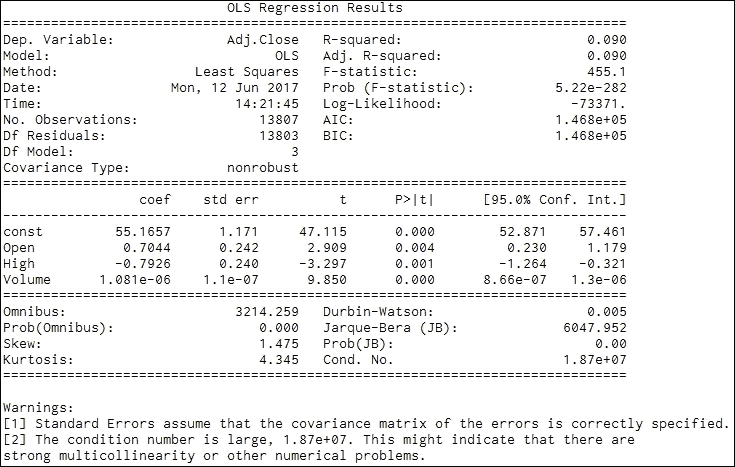 OLS Regression Results
==============================================================================
Dep. Variable: Adj.Close R-squared: 0.090
Model: OLS Adj. R-squared: 0.090
Method: Least Squares F-statistic: 455.1
Date: Mon, 12 Jun 2017 Prob (F-statistic): 5.22e-282
Time: 14:21:45 Log-Likelihood: -73371.
No. Observations: 13807 AIC: 1.468e+05
Df Residuals: 13803 BIC: 1.468e+05
Df Model: 3
Covariance Type: nonrobust
==============================================================================
coef std err t P>|t| [95.0% Conf. Int.]
------------------------------------------------------------------------------
const 55.1657 1.171 47.115 0.000 52.871 57.461
Open 0.7044 0.242 2.909 0.004 0.230 1.179
High -0.7926 0.240 -3.297 0.001 -1.264 -0.321
Volume 1.081e-06 1.1e-07 9.850 0.000 8.66e-07 1.3e-06
==============================================================================
Omnibus: 3214.259 Durbin-Watson: 0.005
Prob(Omnibus): 0.000 Jarque-Bera (JB): 6047.952
Skew: 1.475 Prob(JB): 0.00
Kurtosis: 4.345 Cond. No. 1.87e+07
==============================================================================
Warnings:
[1] Standard Errors assume that the covariance matrix of the errors is correctly specified.
[2] The condition number is large, 1.87e+07. This might indicate that there are
strong multicollinearity or other numerical problems.